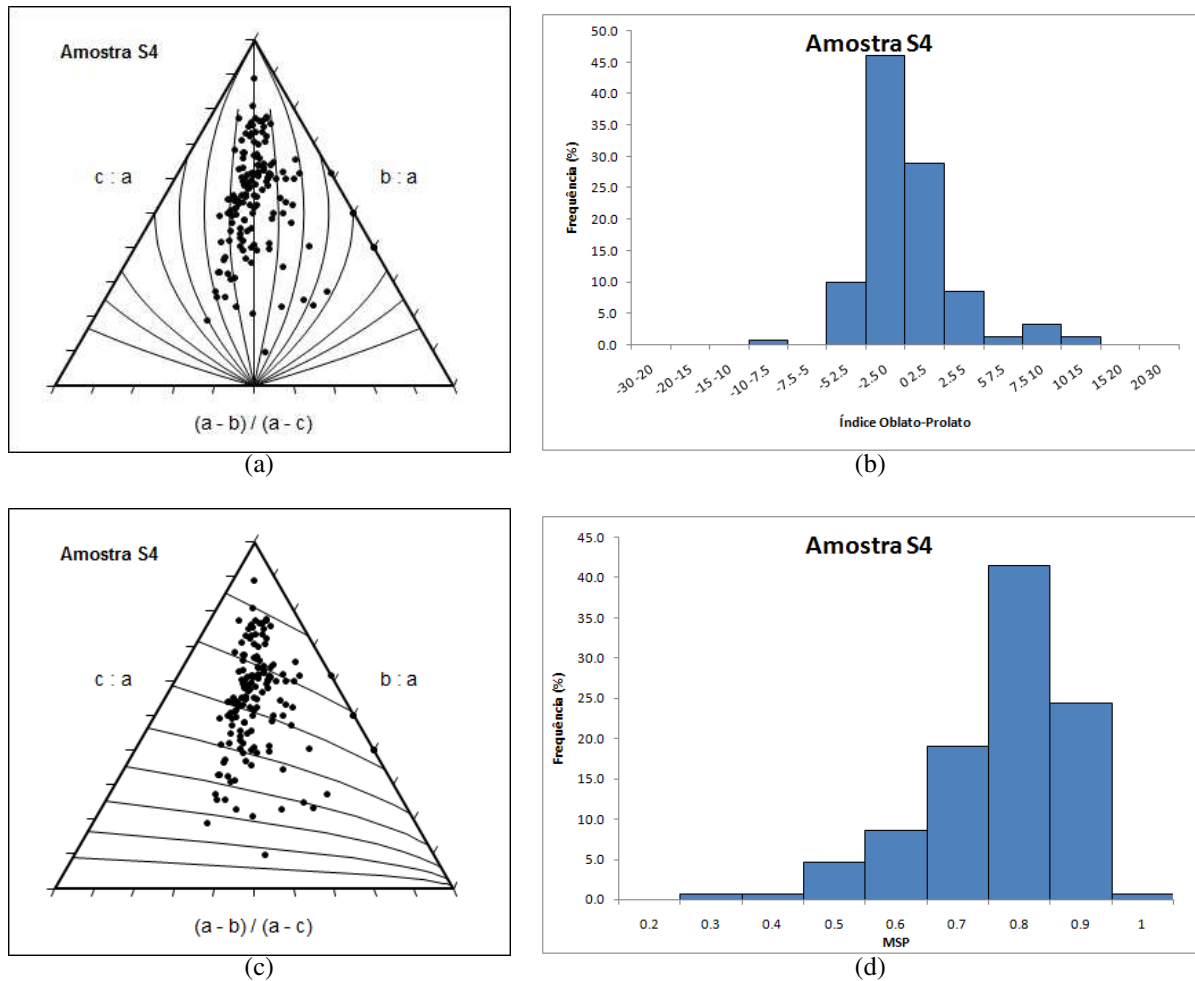 Amostra S4
c : a
b : a
(a - b) / (a - c)
(a)
Amostra S4
Frequência (%)
50.0
45.0
40.0
35.0
30.0
25.0
20.0
15.0
10.0
5.0
0.0
-30 -20
-20 -15
-15 -10
-10 -7.5
-7.5 -5
-5 2.5
-2.5 0
0 2.5
2.5 5
5 7.5
7.5 10
10 15
15 20
20 30
Índice Oblato-Prolato
(b)
Amostra S4
c : a
b : a
(a - b) / (a - c)
(c)
Amostra S4
Frequência (%)
45.0
40.0
35.0
30.0
25.0
20.0
15.0
10.0
5.0
0.0
0.2 0.3 0.4 0.5 0.6 0.7 0.8 0.9 1
MSP
(d)